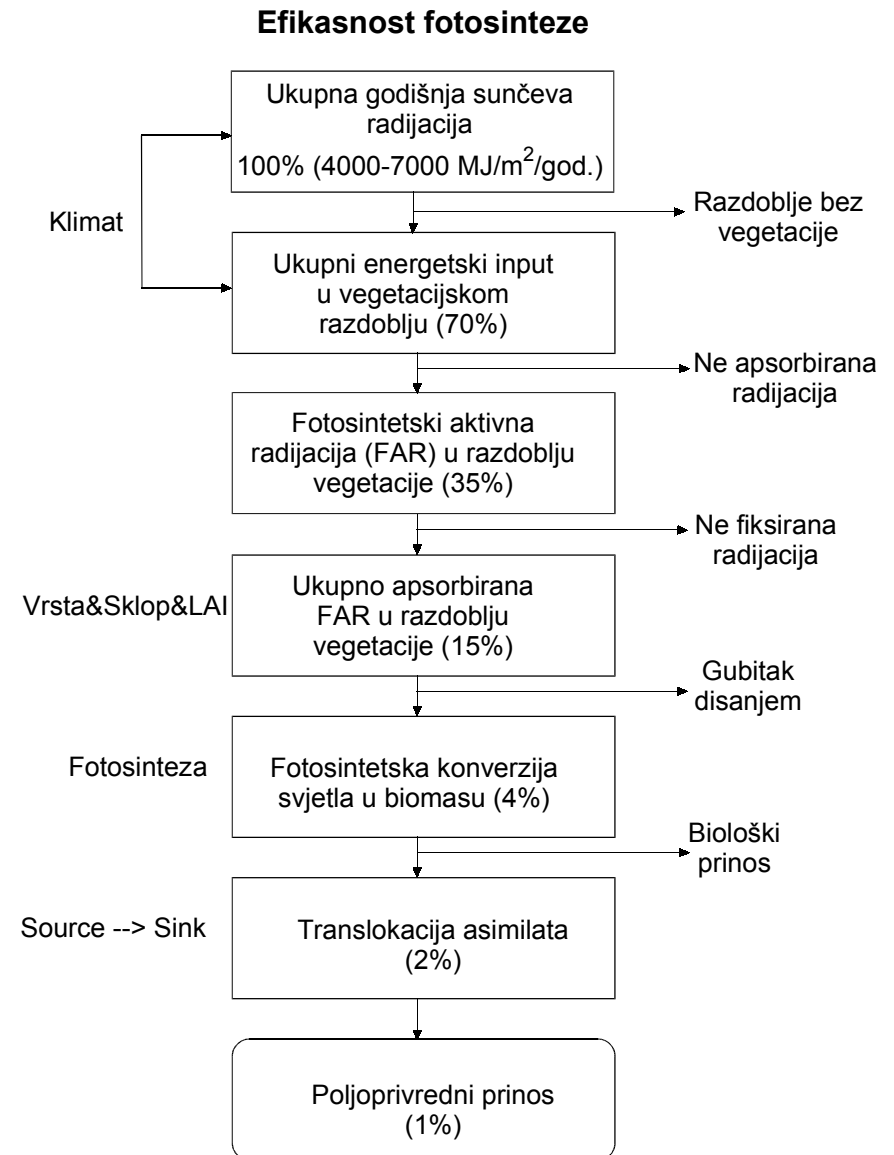 Efikasnost fotosinteze
Ukupna godišnja sunčeva
radijacija
100% (4000-7000 MJ/m²/god.)
Klimat
Razdoblje bez
vegetacije
Ukupni energetski input
u vegetacijskom
razdoblju (70%)
Ne apsorbirana
radijacija
Fotosintetski aktivna
radijacija (FAR) u razdoblju
vegetacije (35%)
Ne fiksirana
radijacija
Vrsta&Sklop&LAI
Ukupno apsorbirana
FAR u razdoblju
vegetacije (15%)
Gubitak
disanjem
Fotosinteza
Fotosintetska konverzija
svjetla u biomasu (4%)
Biološki
prinos
Source --> Sink
Translokacija asimilata
(2%)
Poljoprivredni prinos
(1%)